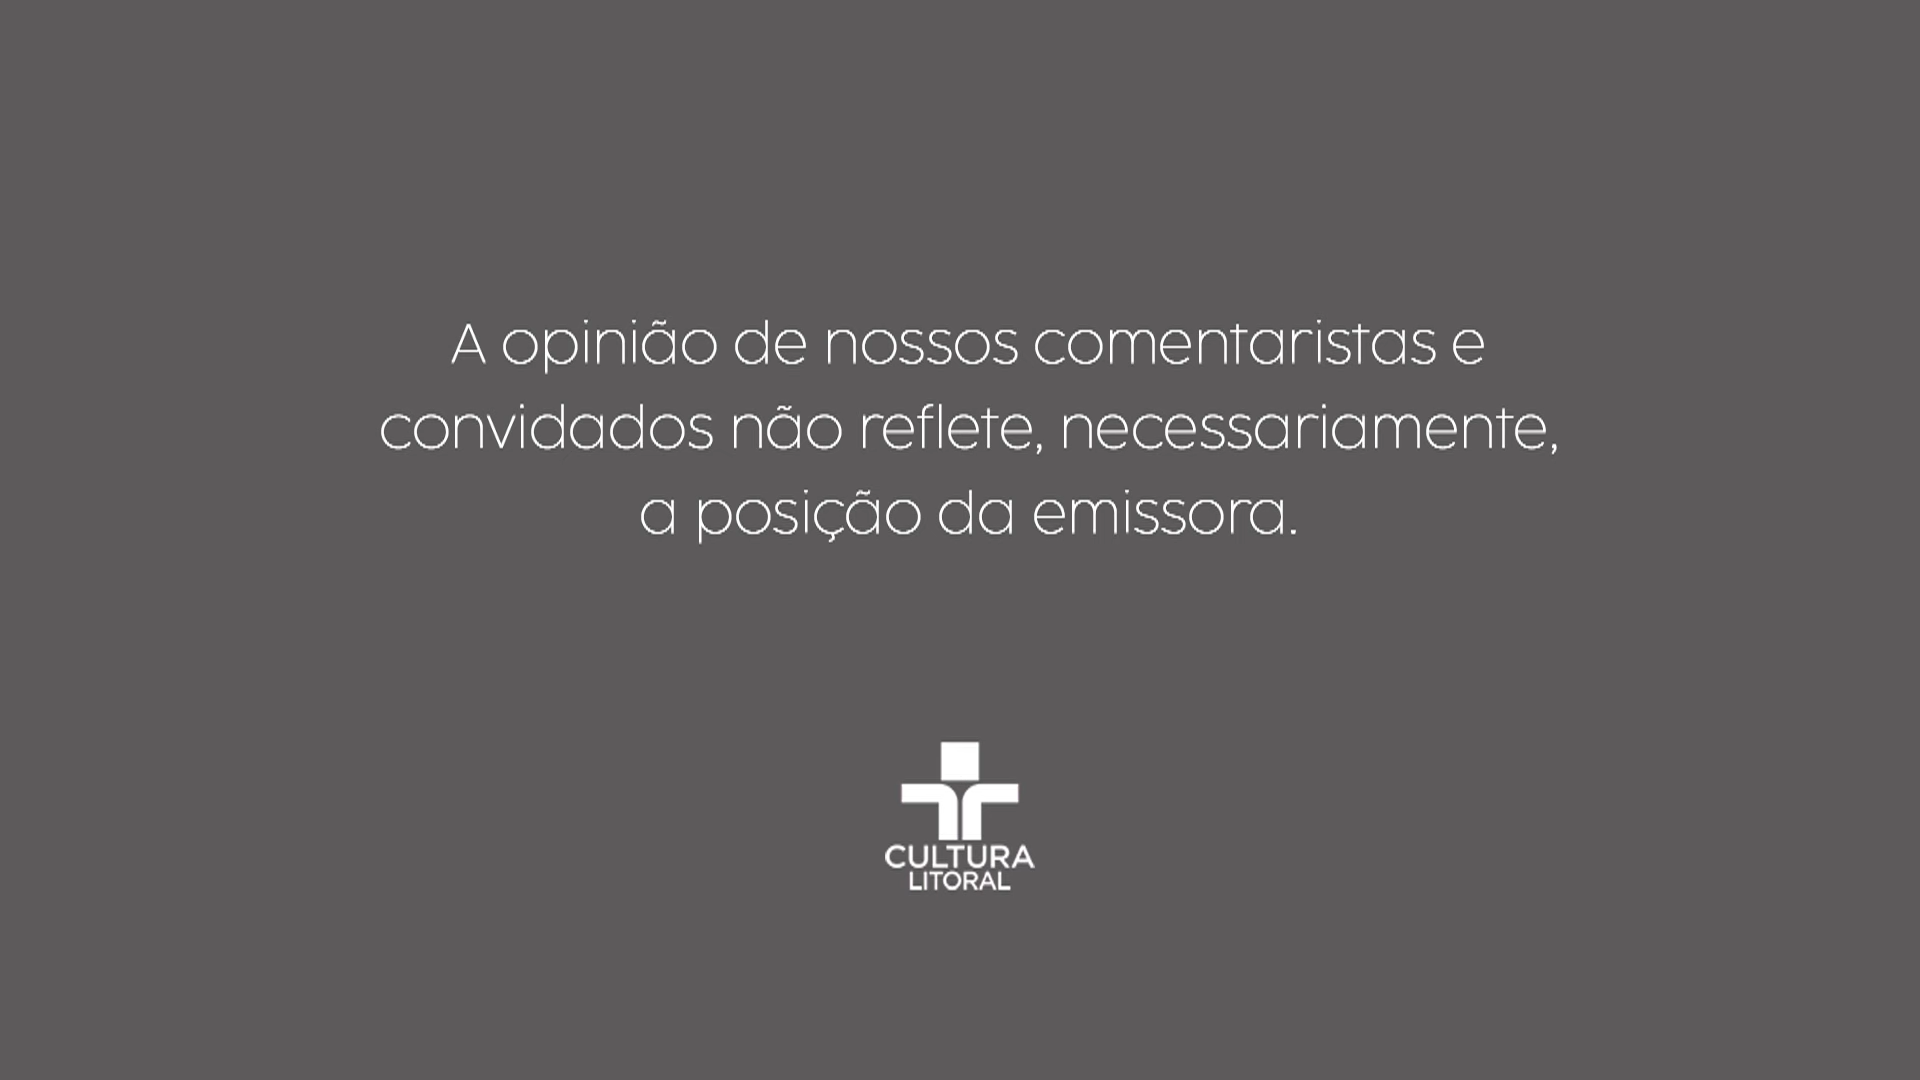 A opinião de nossos comentaristas e
convidados não reflete, necessariamente,
a posição da emissora.
CULTURA
LITORAL